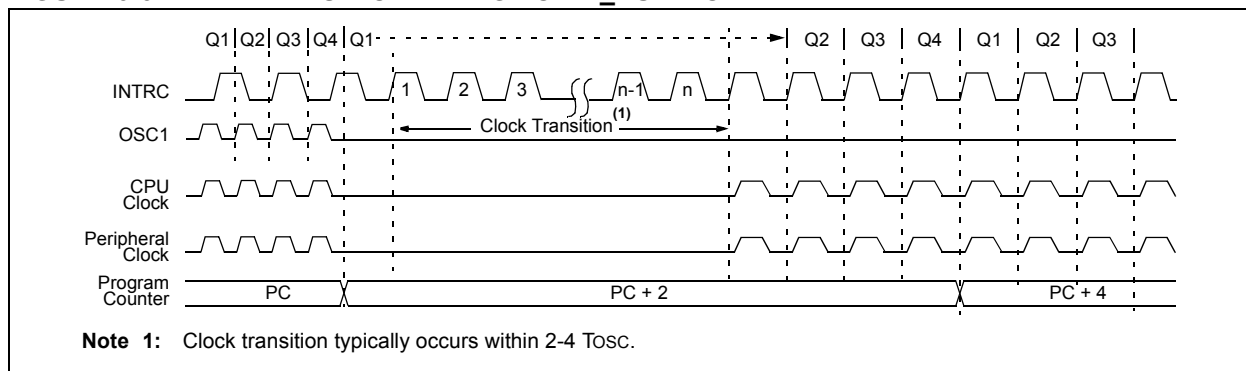 Q1 Q2 Q3 Q4 Q1 Q2 Q3 Q4 Q1 Q2 Q3
INTRC 1 2 3 n-1 n
(1)
OSC1 Clock Transition
CPU
Clock
Peripheral
Clock
Program
Counter PC PC + 2 PC + 4
Note 1: Clock transition typically occurs within 2-4 TOSC.